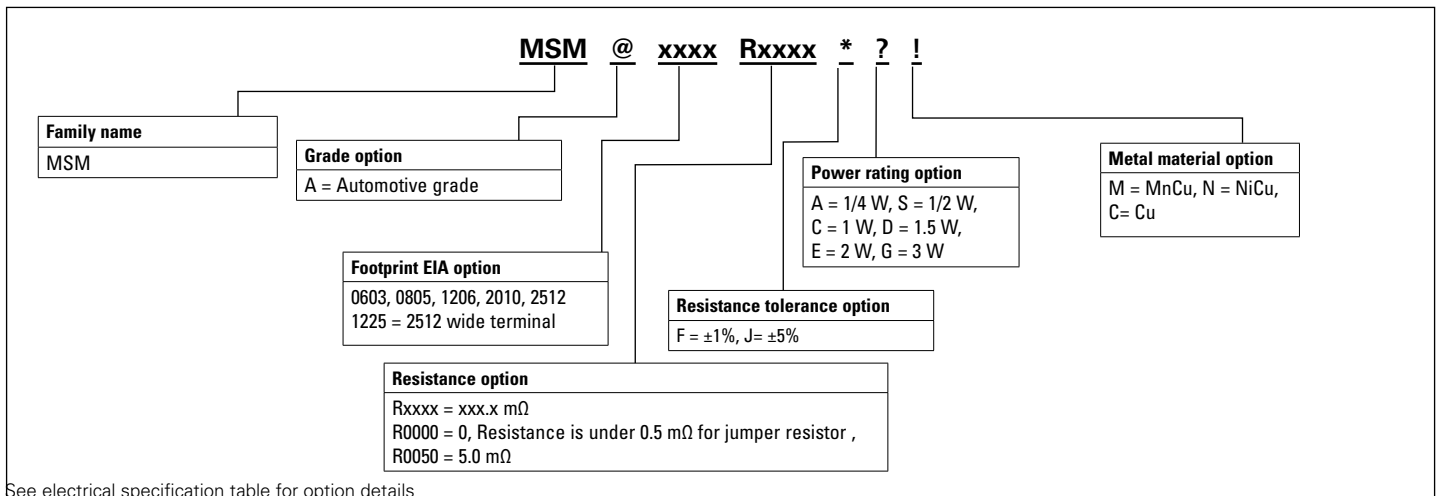 MSM @ xxxx Rxxxx * ? !
Family name
MSM
Grade option
A = Automotive grade
Footprint EIA option
0603, 0805, 1206, 2010, 2512
1225 = 2512 wide terminal
Resistance option
Rxxxx = xxx.x mΩ
R0000 = 0, Resistance is under 0.5 mΩ for jumper resistor ,
R0050 = 5.0 mΩ
Resistance tolerance option
F = ±1%, J= ±5%
Power rating option
A = 1/4 W, S = 1/2 W,
C = 1 W, D = 1.5 W,
E = 2 W, G = 3 W
Metal material option
M = MnCu, N = NiCu,
C= Cu
See electrical specification table for option details